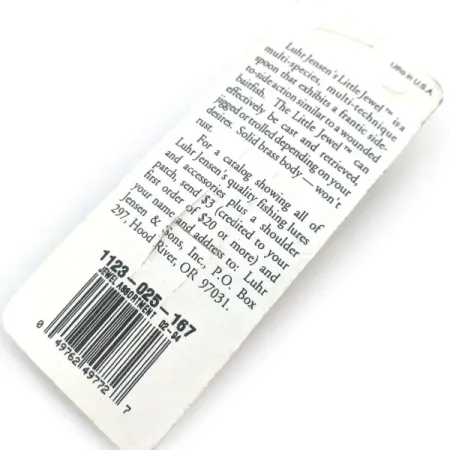 Litho in U.S.A.
Luhr Jensen's Little Jewel™ is a
multi-species, multi-technique
spoon that exhibits a frantic side-
to-side action similar to a wounded
baitfish. The Little Jewel™ can
effectively be cast and retrieved,
jigged or trolled depending on your
desires. Solid brass body — won't
rust.
For a catalog showing all of
Luhr Jensen's quality fishing lures
and accessories plus a shoulder
patch, send $3 (credited to your
first order of $20 or more) and
your name and address to: Luhr
Jensen & Sons, Inc., P.O. Box
297, Hood River, OR 97031.
1123-025-167
JEWEL ASSORTMENT 02-04
0 49762 49772 7